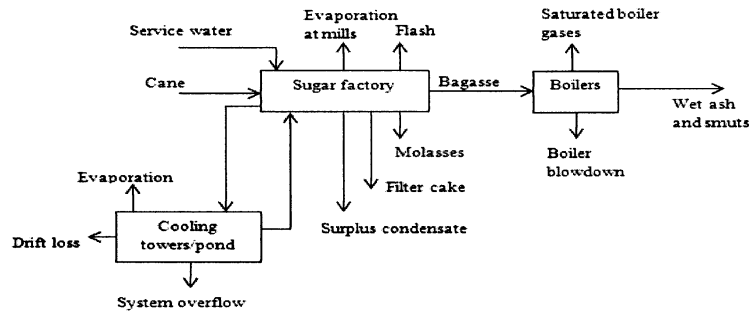 Service water
Evaporation
at mills
Flash
Saturated boiler
gases
Cane
Sugar factory
Bagasse
Boilers
Wet ash
and smuts
Molasses
Boiler
blowdown
Filter cake
Evaporation
Surplus condensate
Drift loss
Cooling
towers/pond
System overflow